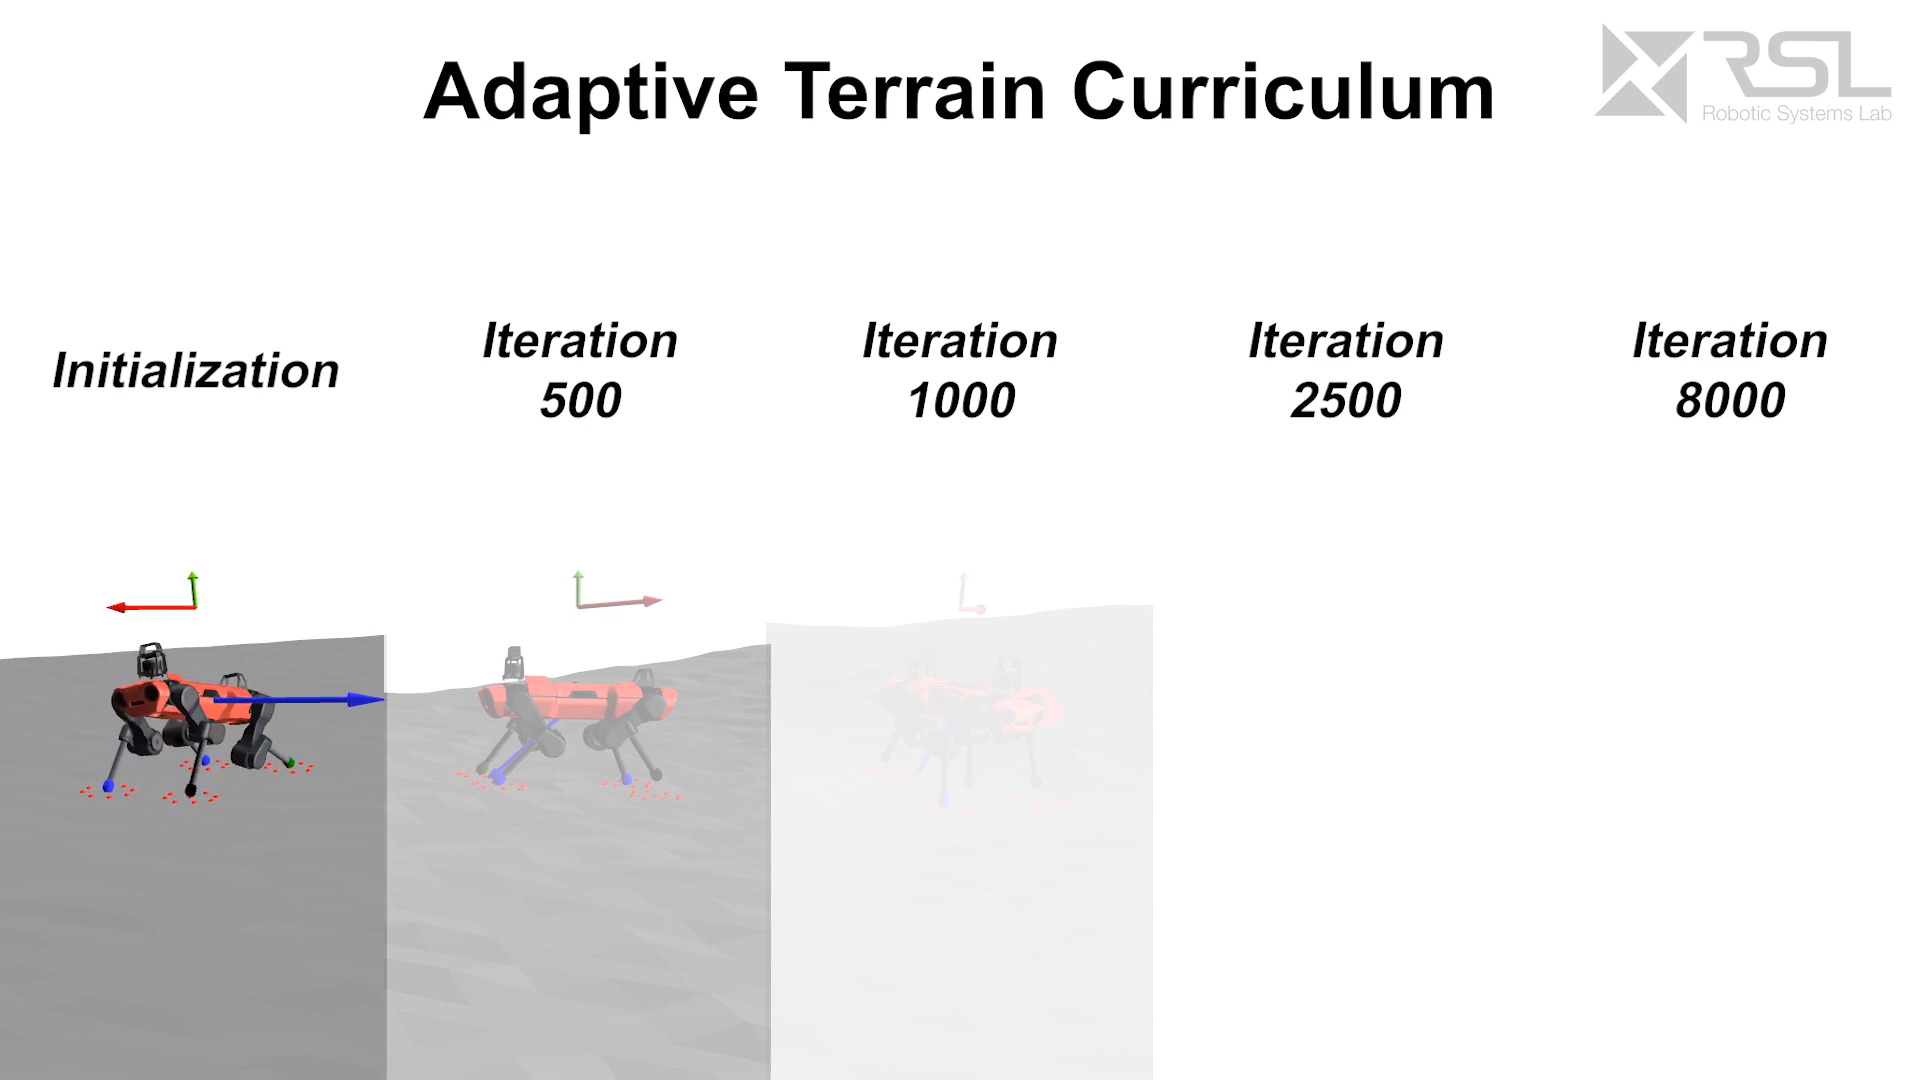 Adaptive Terrain Curriculum
RSL
Robotic Systems Lab
Initialization
Iteration
500
Iteration
1000
Iteration
2500
Iteration
8000